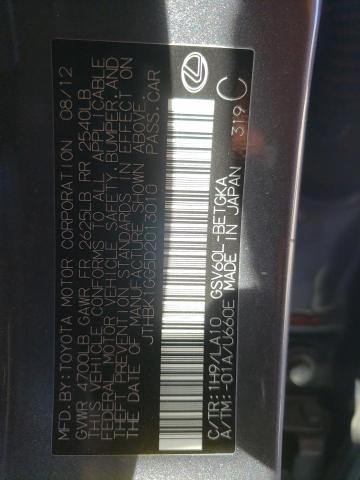 MFD.BY:TOYOTA MOTOR CORPORATION 08/12
GVWR 4700LB GAWR FR 2625LB RR 2540LB
THIS VEHICLE CONFORMS TO ALL APPLICABLE
FEDERAL MOTOR VEHICLE SAFETY, BUMPER, AND
THEFT PREVENTION STANDARDS IN EFFECT ON
THE DATE OF MANUFACTURE SHOWN ABOVE.
JTHBK1GG5D2013010 PASS.CAR
C/TR:1H9/LA10 GSV60L-BETGKA
A/TM:-01A/U660E MADE IN JAPAN
319
C